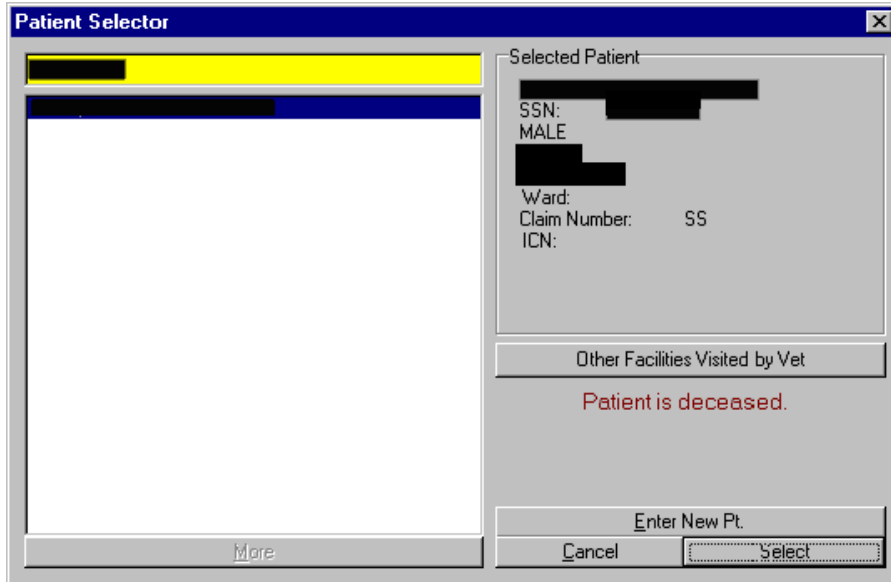 Patient Selector
Selected Patient
SSN:
MALE
Ward:
Claim Number: SS
ICN:
Other Facilities Visited by Vet
Patient is deceased.
Enter New Pt.
More
Cancel
Select